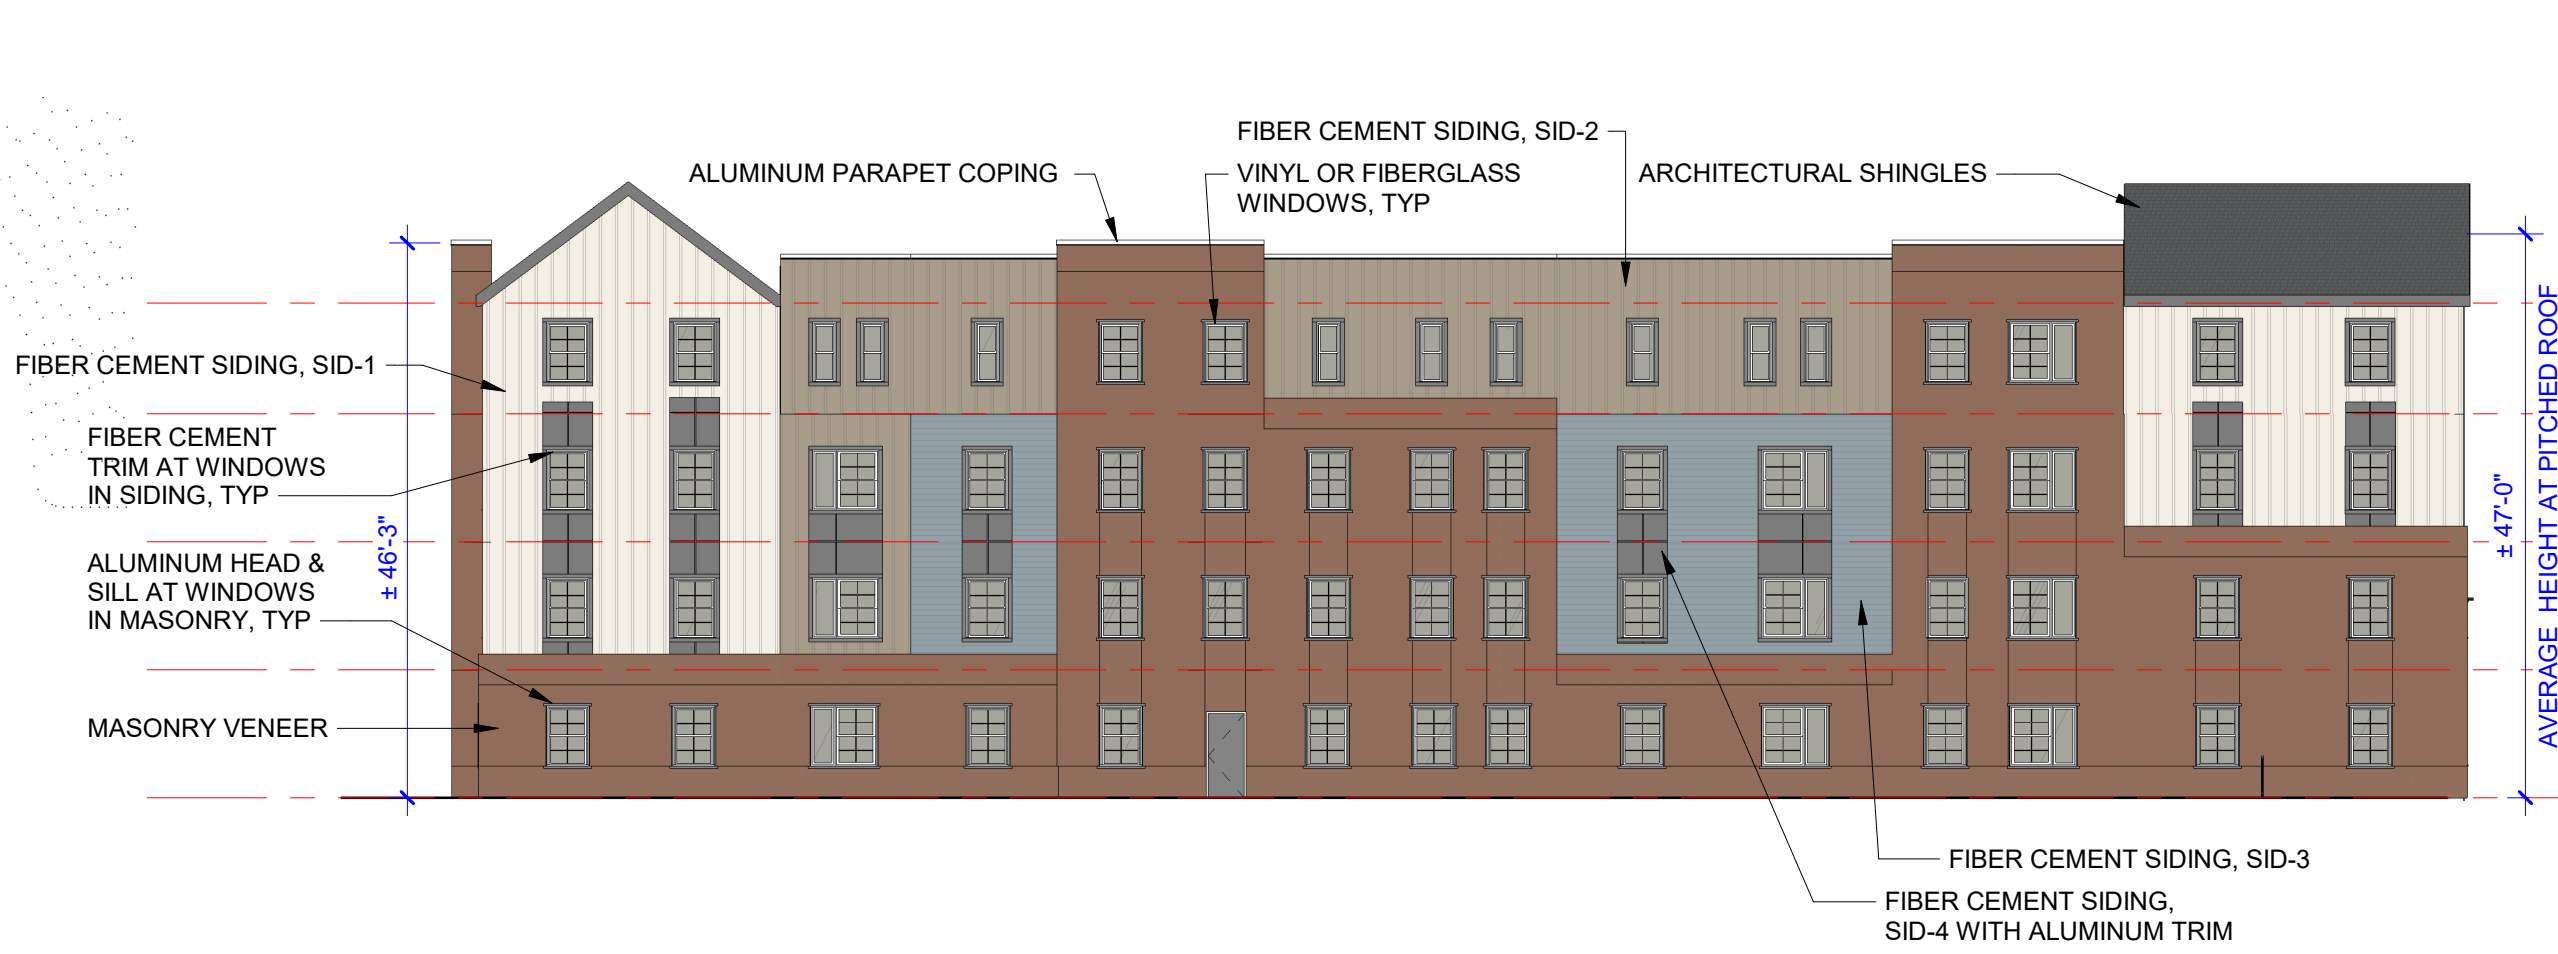 FIBER CEMENT SIDING, SID-2
ALUMINUM PARAPET COPING
VINYL OR FIBERGLASS
WINDOWS, TYP
ARCHITECTURAL SHINGLES
FIBER CEMENT SIDING, SID-1
FIBER CEMENT
TRIM AT WINDOWS
IN SIDING, TYP
± 46'-3"
ALUMINUM HEAD &
SILL AT WINDOWS
IN MASONRY, TYP
MASONRY VENEER
± 47'-0"
AVERAGE HEIGHT AT PITCHED ROOF
FIBER CEMENT SIDING, SID-3
FIBER CEMENT SIDING,
SID-4 WITH ALUMINUM TRIM